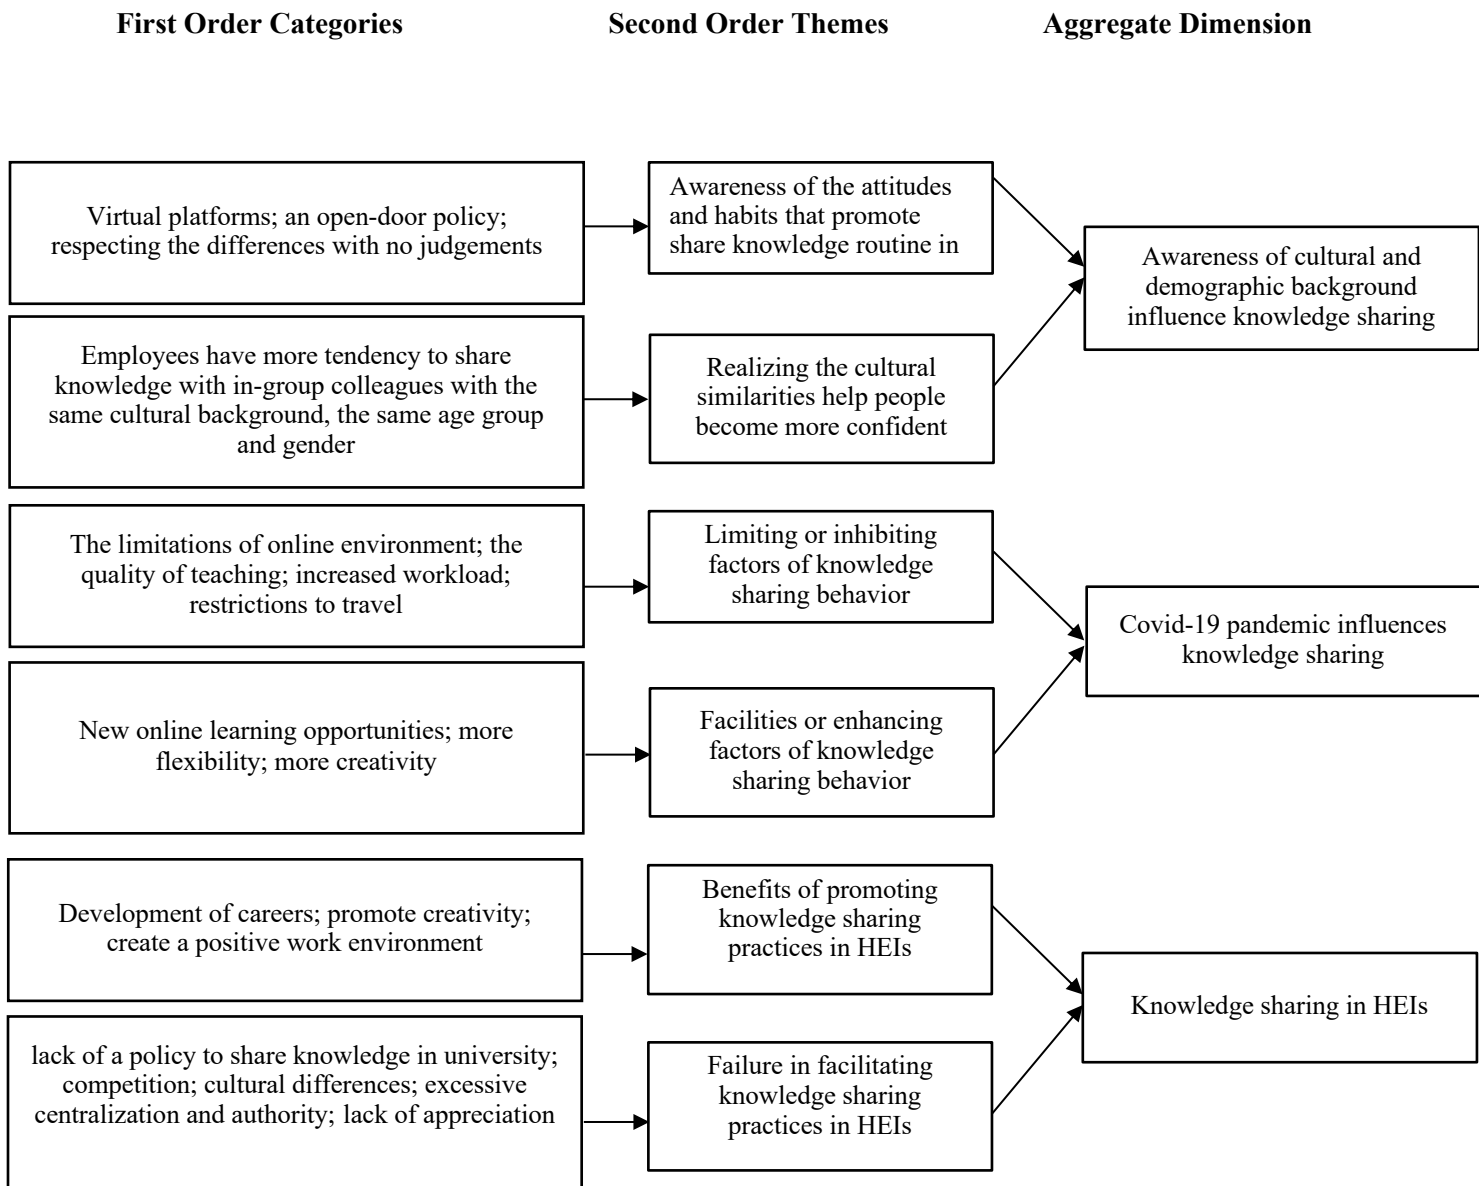 First Order Categories
Second Order Themes
Aggregate Dimension
Virtual platforms; an open-door policy;
respecting the differences with no judgements
Awareness of the attitudes
and habits that promote
share knowledge routine in
Awareness of cultural and
demographic background
influence knowledge sharing
Employees have more tendency to share
knowledge with in-group colleagues with the
same cultural background, the same age group
and gender
Realizing the cultural
similarities help people
become more confident
The limitations of online environment; the
quality of teaching; increased workload;
restrictions to travel
Limiting or inhibiting
factors of knowledge
sharing behavior
Covid-19 pandemic influences
knowledge sharing
New online learning opportunities; more
flexibility; more creativity
Facilities or enhancing
factors of knowledge
sharing behavior
Development of careers; promote creativity;
create a positive work environment
Benefits of promoting
knowledge sharing
practices in HEIs
Knowledge sharing in HEIs
lack of a policy to share knowledge in university;
competition; cultural differences; excessive
centralization and authority; lack of appreciation
Failure in facilitating
knowledge sharing
practices in HEIs